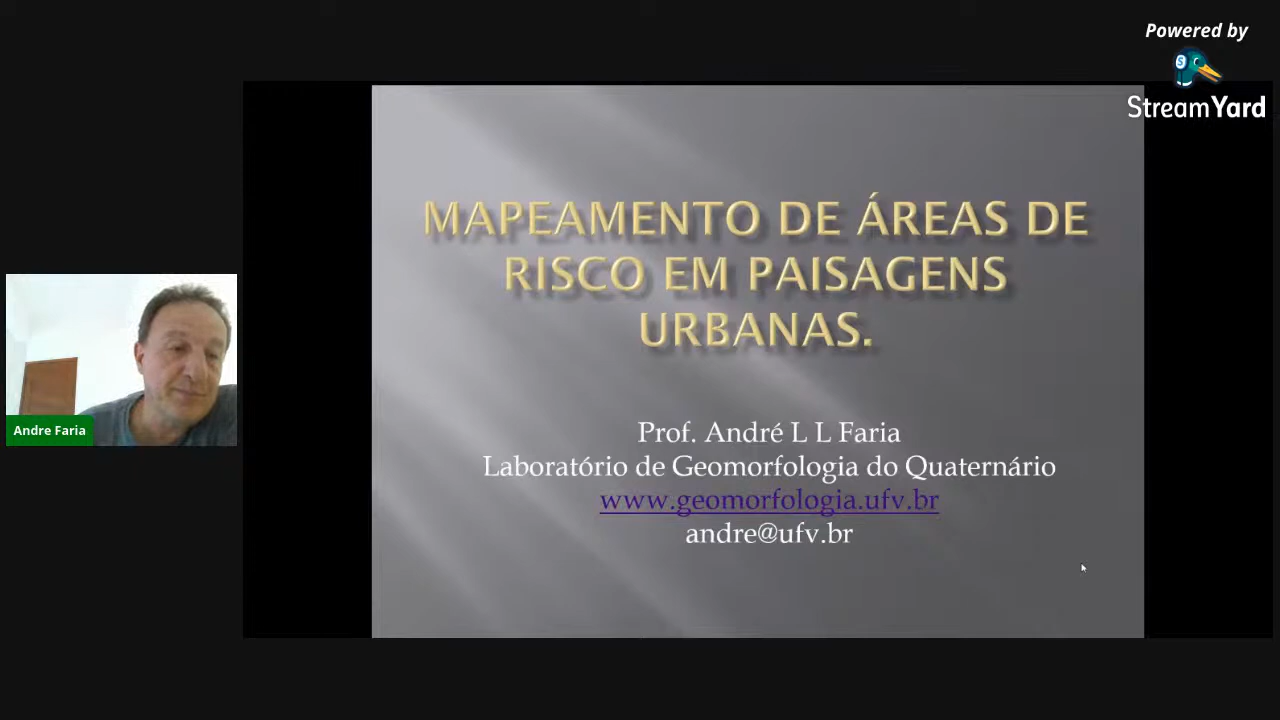 Powered by
StreamYard
MAPEAMENTO DE ÁREAS DE
RISCO EM PAISAGENS
URBANAS.
Prof. André L L Faria
Laboratório de Geomorfologia do Quaternário
www.geomorfologia.ufv.br
andre@ufv.br
Andre Faria